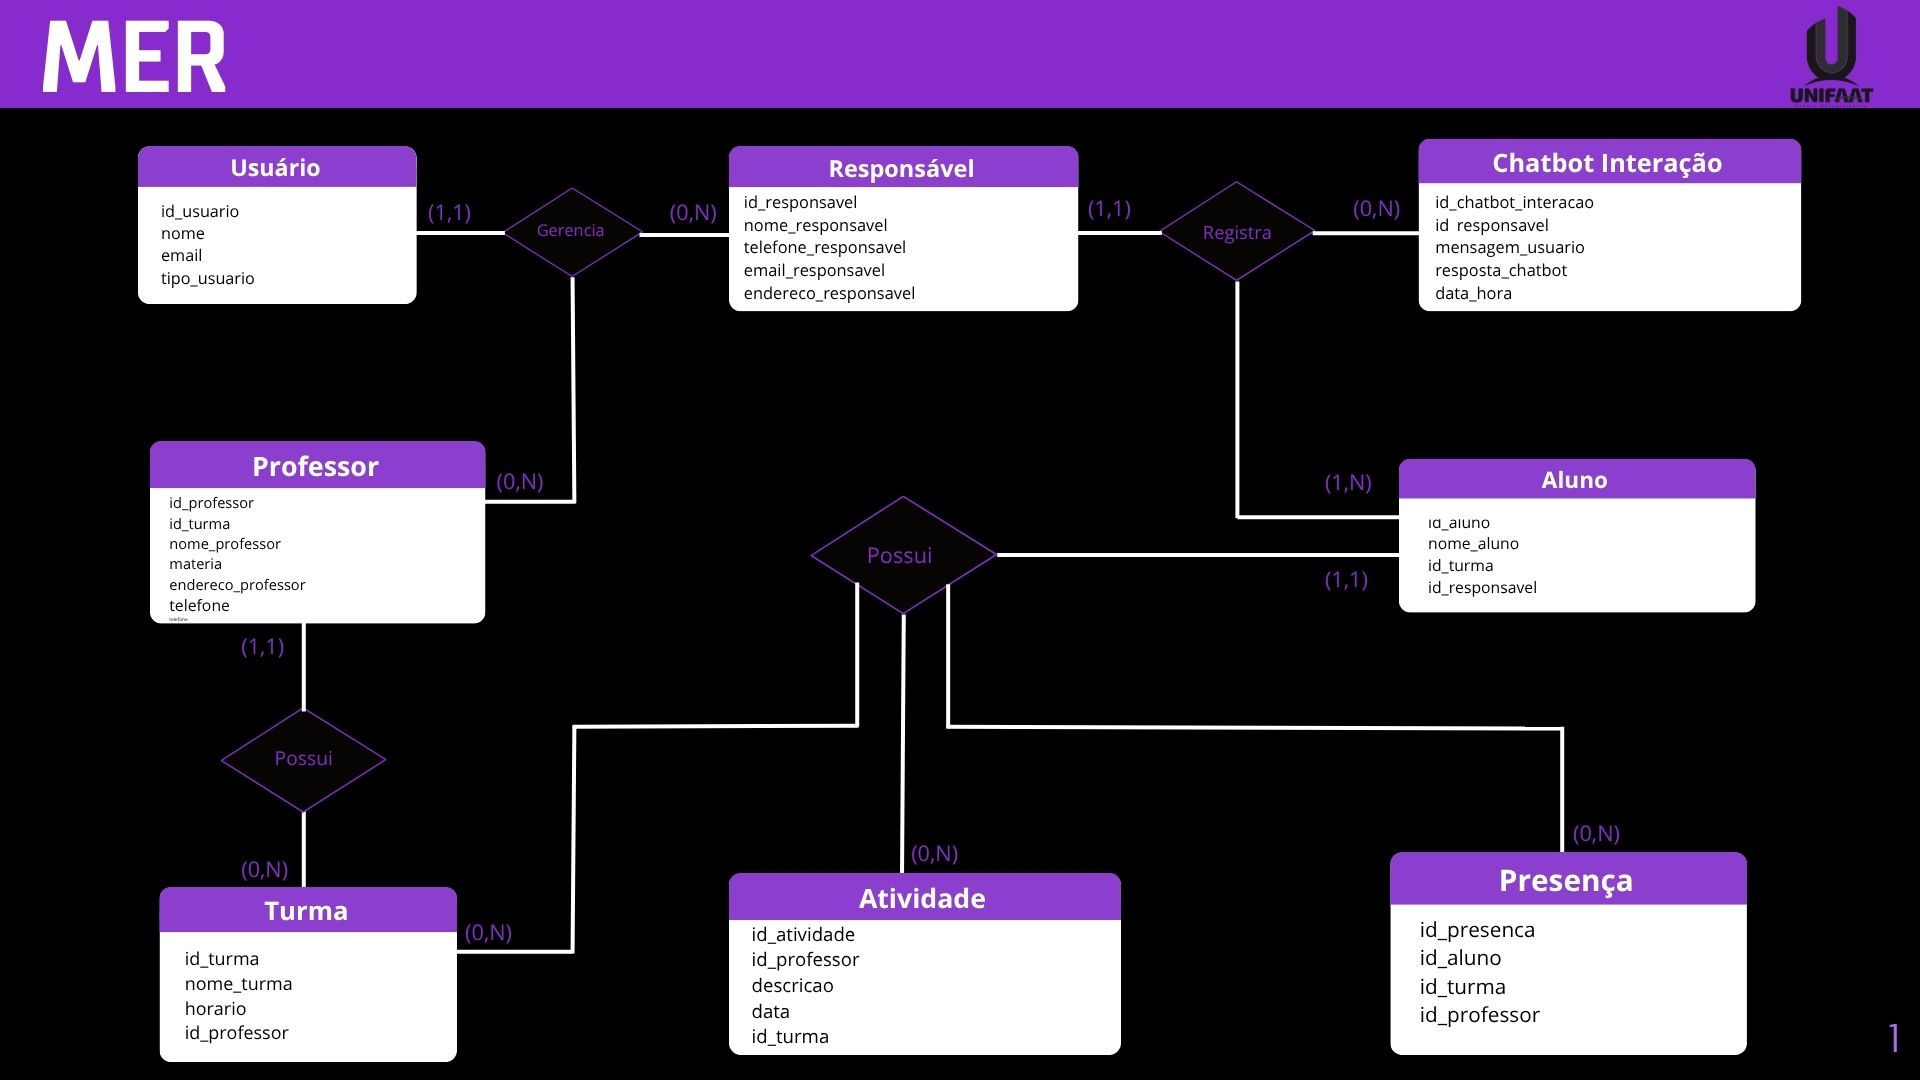 MER
UNIFAAT
Usuário
id_usuario
nome
email
tipo_usuario
(1,1)
Gerencia
(0,N)
Responsável
id_responsavel
nome_responsavel
telefone_responsavel
email_responsavel
endereco_responsavel
(1,1)
Registra
(0,N)
Chatbot Interação
id_chatbot_interacao
id_responsavel
mensagem_usuario
resposta_chatbot
data_hora
Professor
id_professor
id_turma
nome_professor
materia
endereco_professor
telefone
telefone
(0,N)
Possui
(1,N)
(1,1)
Aluno
id_aluno
nome_aluno
id_turma
id_responsavel
(1,1)
Possui
(0,N)
Turma
id_turma
nome_turma
horario
id_professor
(0,N)
(0,N)
Atividade
id_atividade
id_professor
descricao
data
id_turma
(0,N)
Presença
id_presenca
id_aluno
id_turma
id_professor
1